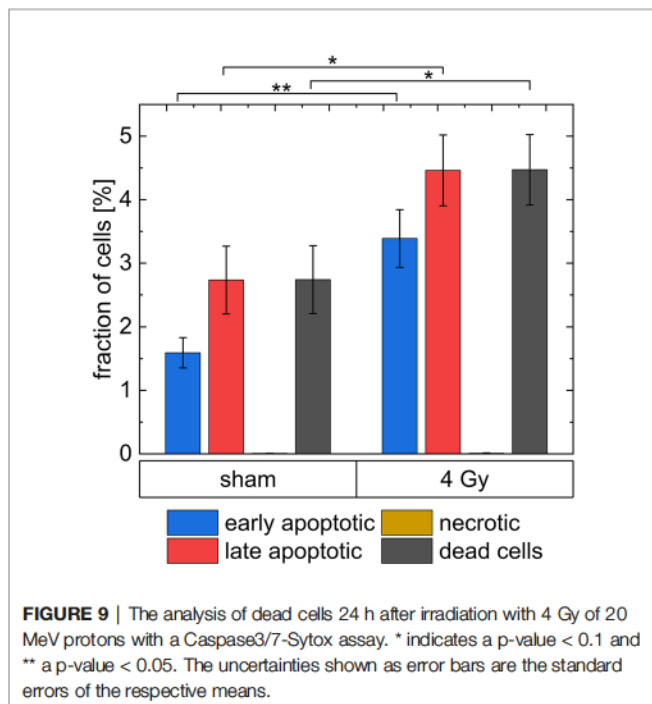 *
**
*
5
4
3
2
1
0
fraction of cells [%]
sham
4 Gy
early apoptotic
necrotic
late apoptotic
dead cells
FIGURE 9 | The analysis of dead cells 24 h after irradiation with 4 Gy of 20
MeV protons with a Caspase3/7-Sytox assay. * indicates a p-value < 0.1 and
** a p-value < 0.05. The uncertainties shown as error bars are the standard
errors of the respective means.